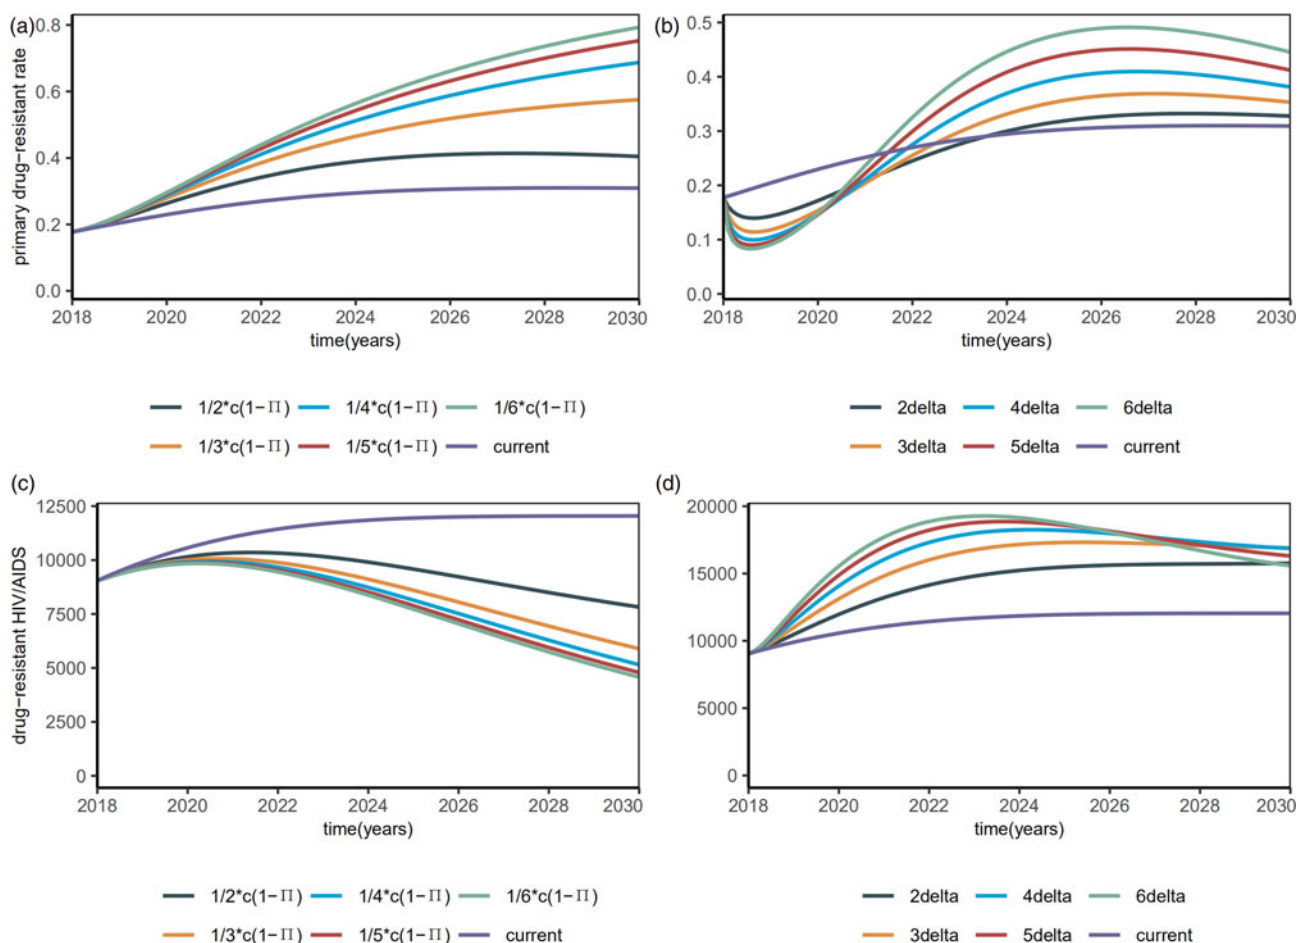 (a)
(b)
primary drug-resistant rate
0.8
0.6
0.4
0.2
0.0
2018 2020 2022 2024 2026 2028 2030
time(years)
0.5
0.4
0.3
0.2
0.1
0.0
2018 2020 2022 2024 2026 2028 2030
time(years)
1/2*c(1−Π) 1/4*c(1−Π) 1/6*c(1−Π)
1/3*c(1−Π) 1/5*c(1−Π) current
2delta 4delta 6delta
3delta 5delta current
(c)
(d)
drug−resistant HIV/AIDS
12500
10000
7500
5000
2500
0
2018 2020 2022 2024 2026 2028 2030
time(years)
20000
15000
10000
5000
0
2018 2020 2022 2024 2026 2028 2030
time(years)
1/2*c(1−Π) 1/4*c(1−Π) 1/6*c(1−Π)
1/3*c(1−Π) 1/5*c(1−Π) current
2delta 4delta 6delta
3delta 5delta current